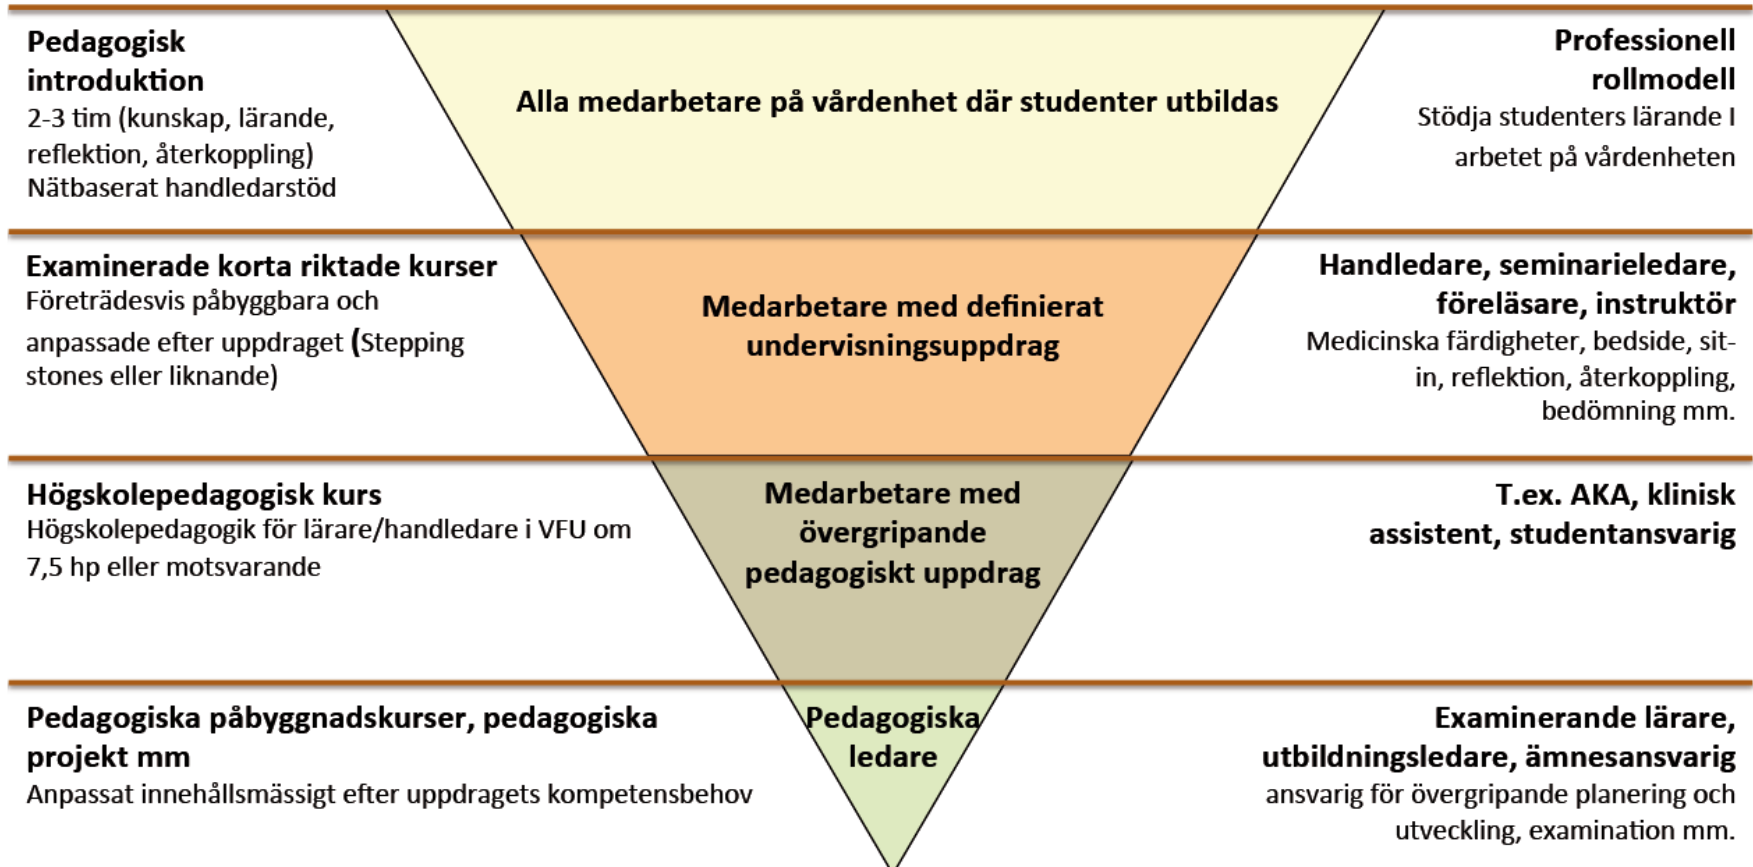 Pedagogisk
introduktion
2-3 tim (kunskap, lärande,
reflektion, återkoppling)
Nätbaserat handledarstöd
Alla medarbetare på vårdenhet där studenter utbildas
Professionell
rollmodell
Stödja studenters lärande I
arbetet på vårdenheten
Examinerade korta riktade kurser
Företrädesvis påbyggbara och
anpassade efter uppdraget (Stepping
stones eller liknande)
Medarbetare med definierat
undervisningsuppdrag
Handledare, seminarieledare,
föreläsare, instruktör
Medicinska färdigheter, bedside, sit-
in, reflektion, återkoppling,
bedömning mm.
Högskolepedagogisk kurs
Högskolepedagogik för lärare/handledare i VFU om
7,5 hp eller motsvarande
Medarbetare med
övergripande
pedagogiskt uppdrag
T.ex. AKA, klinisk
assistent, studentansvarig
Pedagogiska påbyggnadskurser, pedagogiska
projekt mm
Anpassat innehållsmässigt efter uppdragets kompetensbehov
Pedagogiska
ledare
Examinerande lärare,
utbildningsledare, ämnesansvarig
ansvarig för övergripande planering och
utveckling, examination mm.